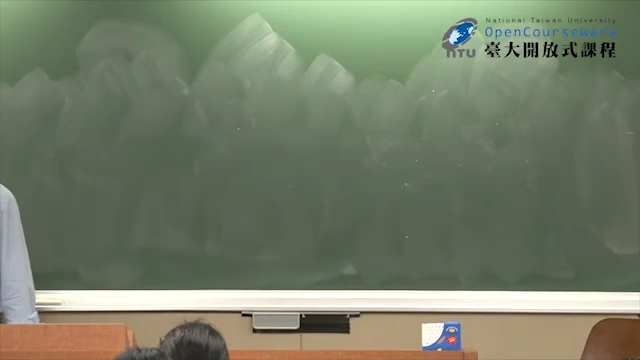 National Taiwan University
OpenCourseware
NTU
臺大開放式課程